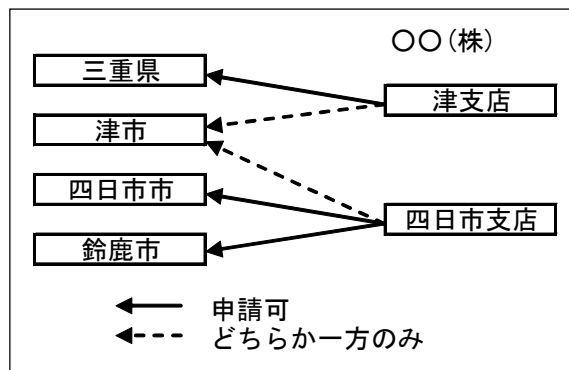 〇〇(株)
三重県
津支店
津市
四日市市
四日市支店
鈴鹿市
申請可
どちらか一方のみ